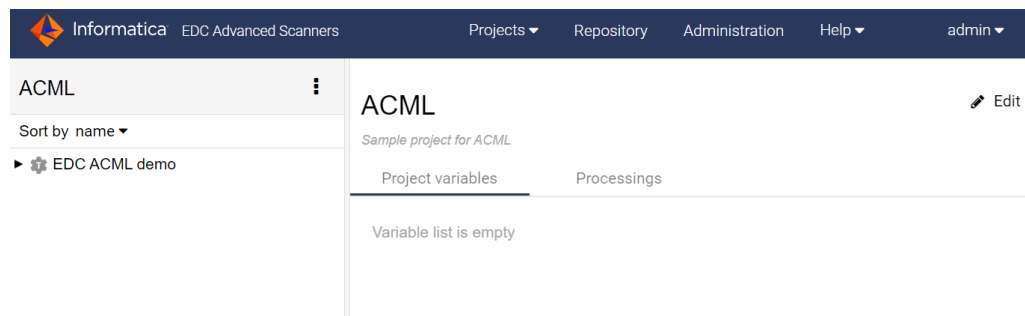 Informatica EDC Advanced Scanners Projects Repository Administration Help admin
ACML
Sort by name
EDC ACML demo
ACML
Edit
Sample project for ACML
Project variables Processings
Variable list is empty